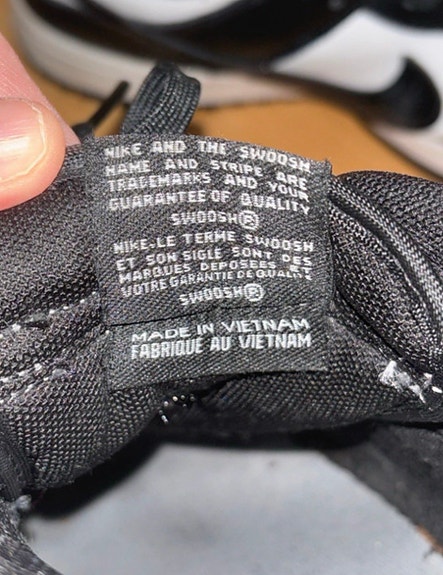 NIKE AND THE SWOOSH
NAME AND STRIPE ARE
TRADEMARKS AND YOUR
GUARANTEE OF QUALITY
SWOOSH®
NIKE-LE TERME SWOOSH
ET SON SIGLE SONT DES
MARQUES DEPOSEES ET
VOTRE GARANTIE DE QUALITE
SWOOSH®
MADE IN VIETNAM
FABRIQUÉ AU VIETNAM